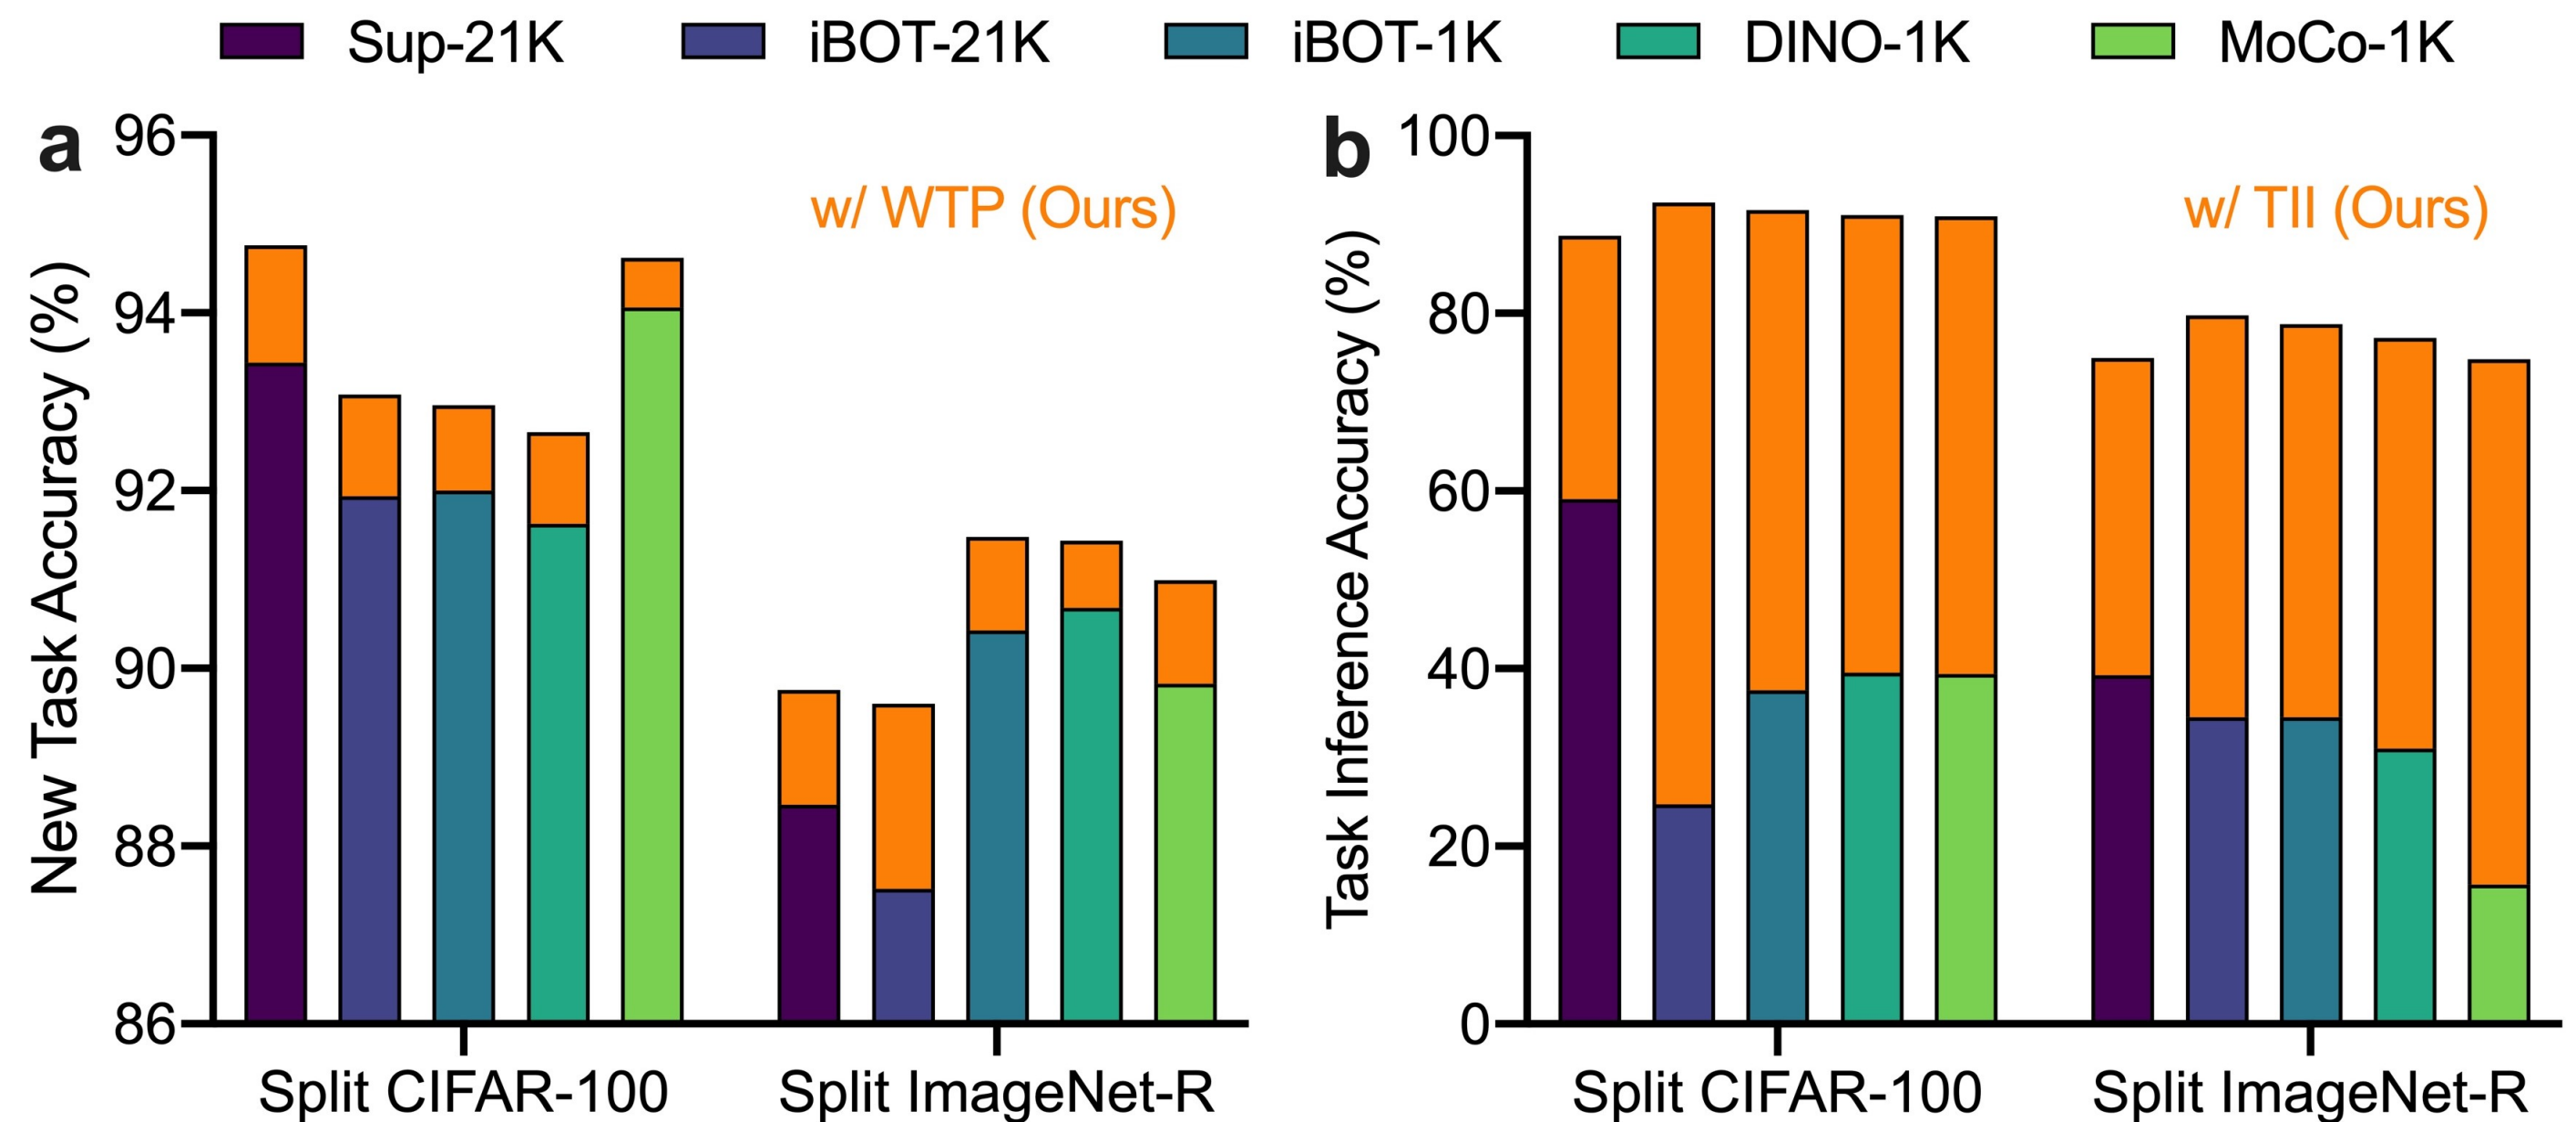 Sup-21K iBOT-21K iBOT-1K DINO-1K MoCo-1K
a
New Task Accuracy (%)
96
94
92
90
88
86
w/ WTP (Ours)
Split CIFAR-100 Split ImageNet-R
b
Task Inference Accuracy (%)
100
80
60
40
20
0
w/ TII (Ours)
Split CIFAR-100 Split ImageNet-R